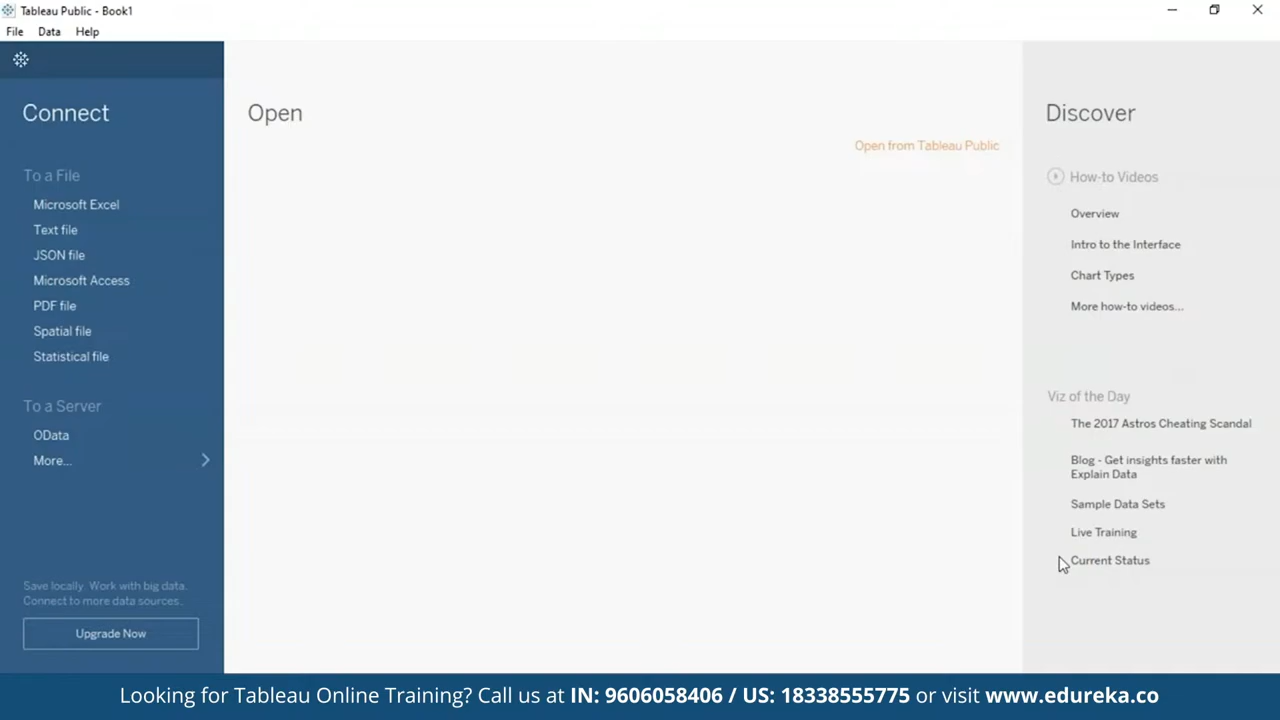 Tableau Public - Book1
File Data Help
Connect
To a File
Microsoft Excel
Text file
JSON file
Microsoft Access
PDF file
Spatial file
Statistical file
To a Server
OData
More...
Save locally. Work with big data.
Connect to more data sources.
Upgrade Now
Open
Open from Tableau Public
Discover
How-to Videos
Overview
Intro to the Interface
Chart Types
More how-to videos...
Viz of the Day
The 2017 Astros Cheating Scandal
Blog - Get insights faster with
Explain Data
Sample Data Sets
Live Training
Current Status
Looking for Tableau Online Training? Call us at IN: 9606058406 / US: 18338555775 or visit www.edureka.co